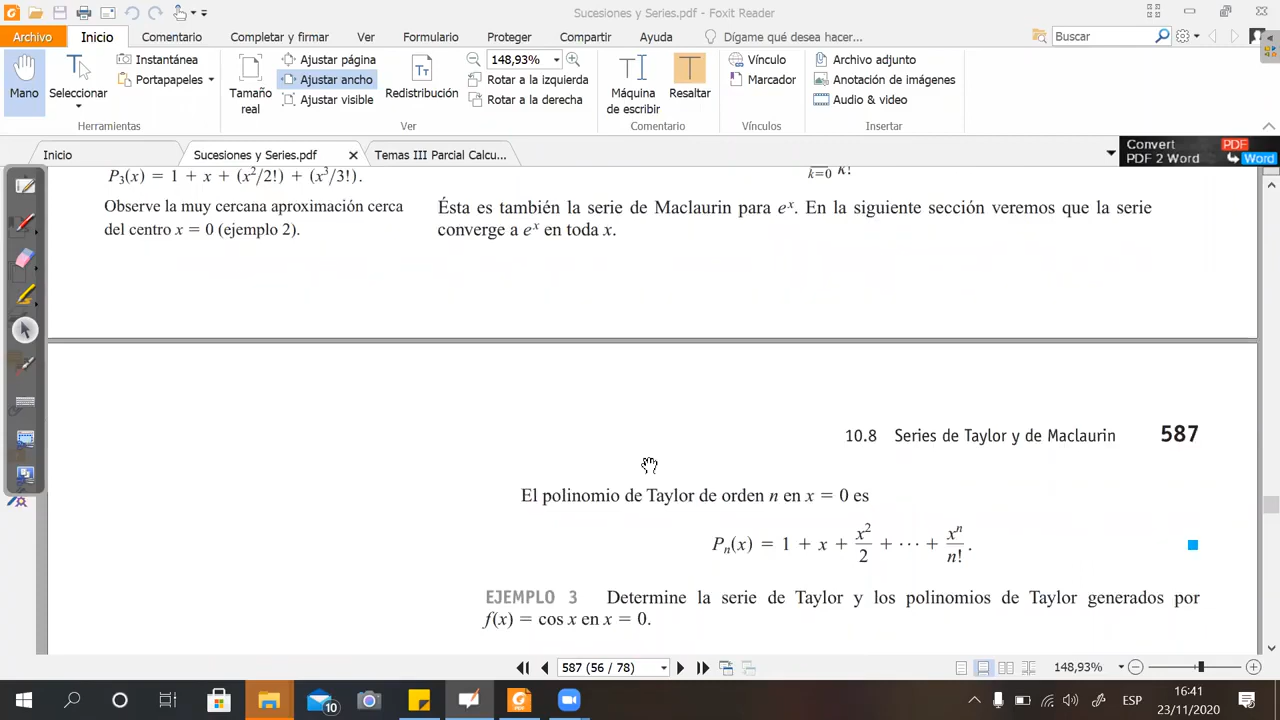 Sucesiones y Series.pdf - Foxit Reader
Archivo Inicio Comentario Completar y firmar Ver Formulario Proteger Compartir Ayuda Dígame qué desea hacer... Buscar
Mano
Seleccionar
Instantánea
Portapapeles
Herramientas
Tamaño real
Ajustar página
Ajustar ancho
Ajustar visible
Redistribución
148,93%
Rotar a la izquierda
Rotar a la derecha
Ver
Máquina de escribir
Resaltar
Comentario
Vínculo
Marcador
Vínculos
Archivo adjunto
Anotación de imágenes
Audio & video
Insertar
Inicio Sucesiones y Series.pdf Temas III Parcial Calcu...
Convert PDF
PDF 2 Word Word
P₃(x) = 1 + x + (x²/2!) + (x³/3!).
k=0 k!
Observe la muy cercana aproximación cerca
del centro x = 0 (ejemplo 2).
Ésta es también la serie de Maclaurin para eˣ. En la siguiente sección veremos que la serie
converge a eˣ en toda x.
10.8 Series de Taylor y de Maclaurin 587
El polinomio de Taylor de orden n en x = 0 es
Pₙ(x) = 1 + x + x²/2 + ⋯ + xⁿ/n! .
EJEMPLO 3 Determine la serie de Taylor y los polinomios de Taylor generados por
f(x) = cos x en x = 0.
587 (56 / 78) 148,93%
10
ESP
16:41
23/11/2020